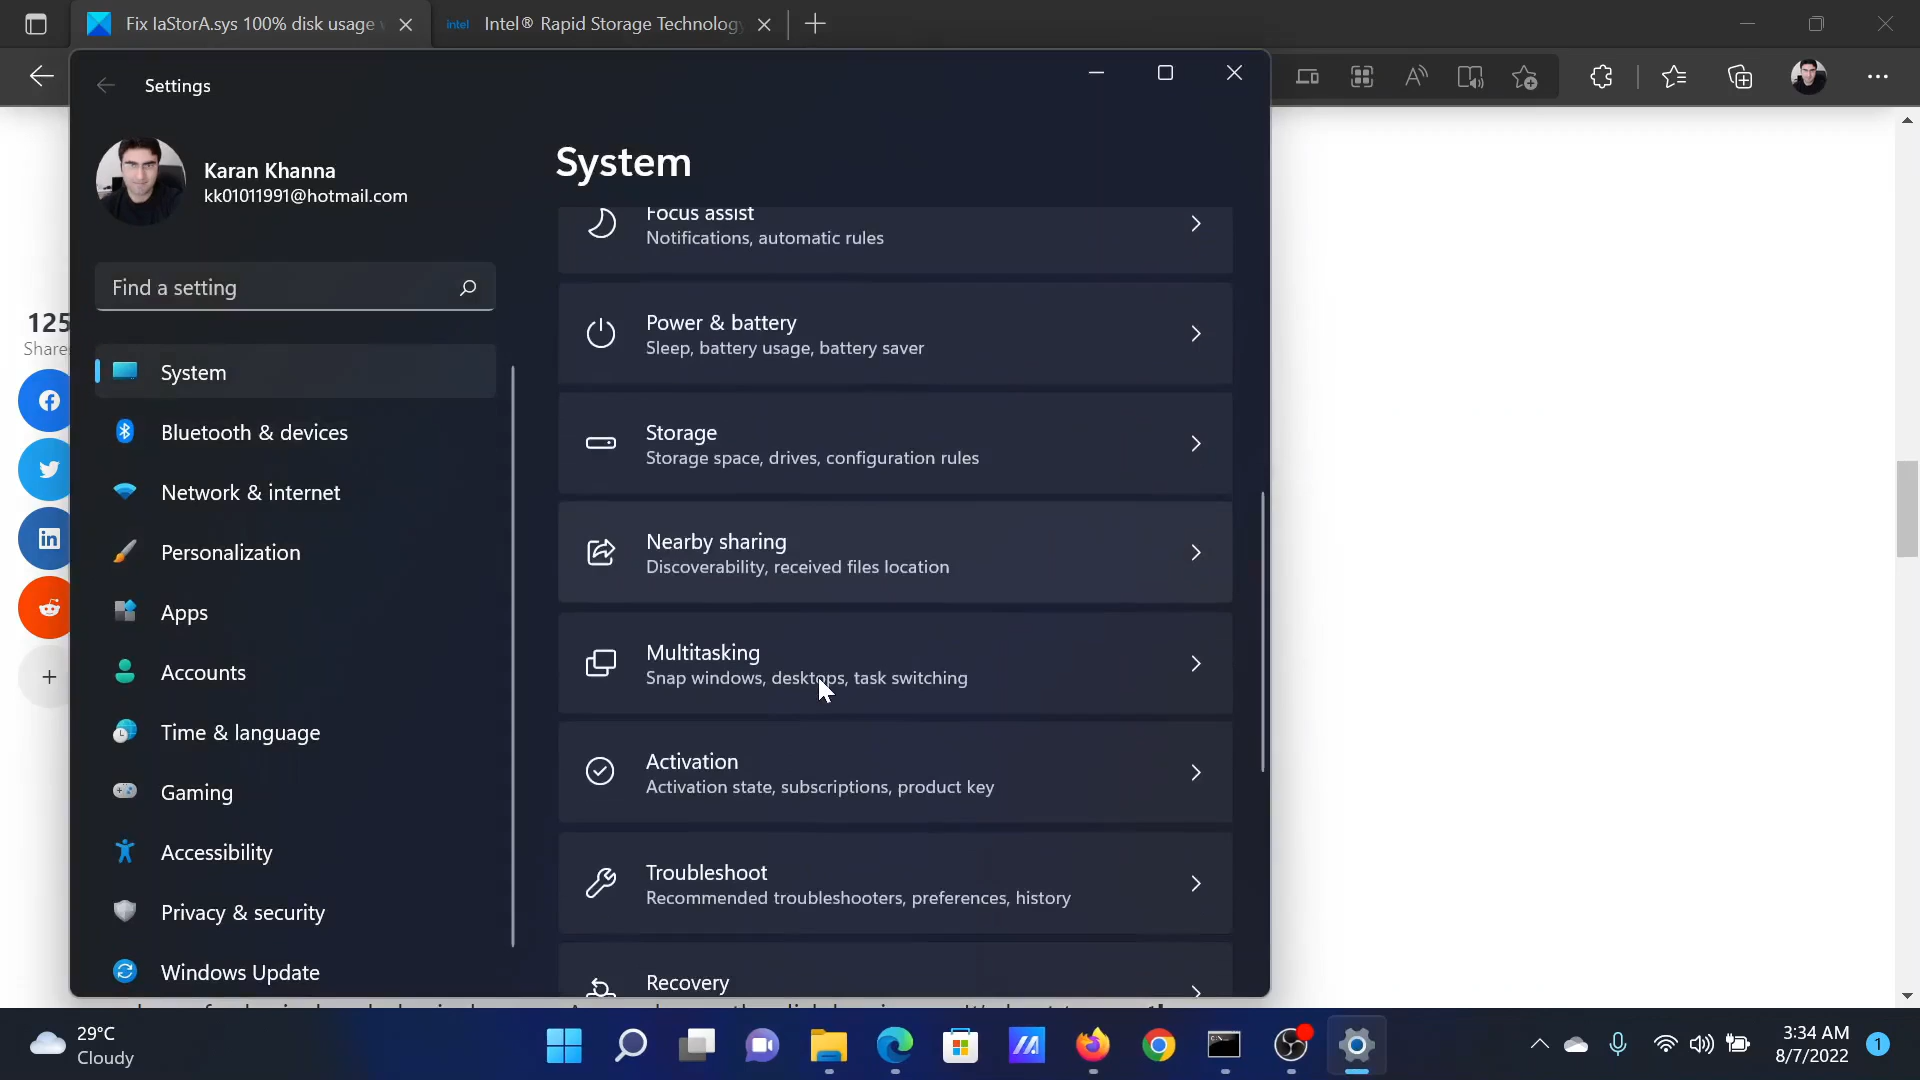 Fix IaStorA.sys 100% disk usage
intel Intel® Rapid Storage Technology
Settings
Karan Khanna
kk01011991@hotmail.com
Find a setting
System
Bluetooth & devices
Network & internet
Personalization
Apps
Accounts
Time & language
Gaming
Accessibility
Privacy & security
Windows Update
System
Focus assist
Notifications, automatic rules
Power & battery
Sleep, battery usage, battery saver
Storage
Storage space, drives, configuration rules
Nearby sharing
Discoverability, received files location
Multitasking
Snap windows, desktops, task switching
Activation
Activation state, subscriptions, product key
Troubleshoot
Recommended troubleshooters, preferences, history
Recovery
125
Share
29°C
Cloudy
3:34 AM
8/7/2022
1